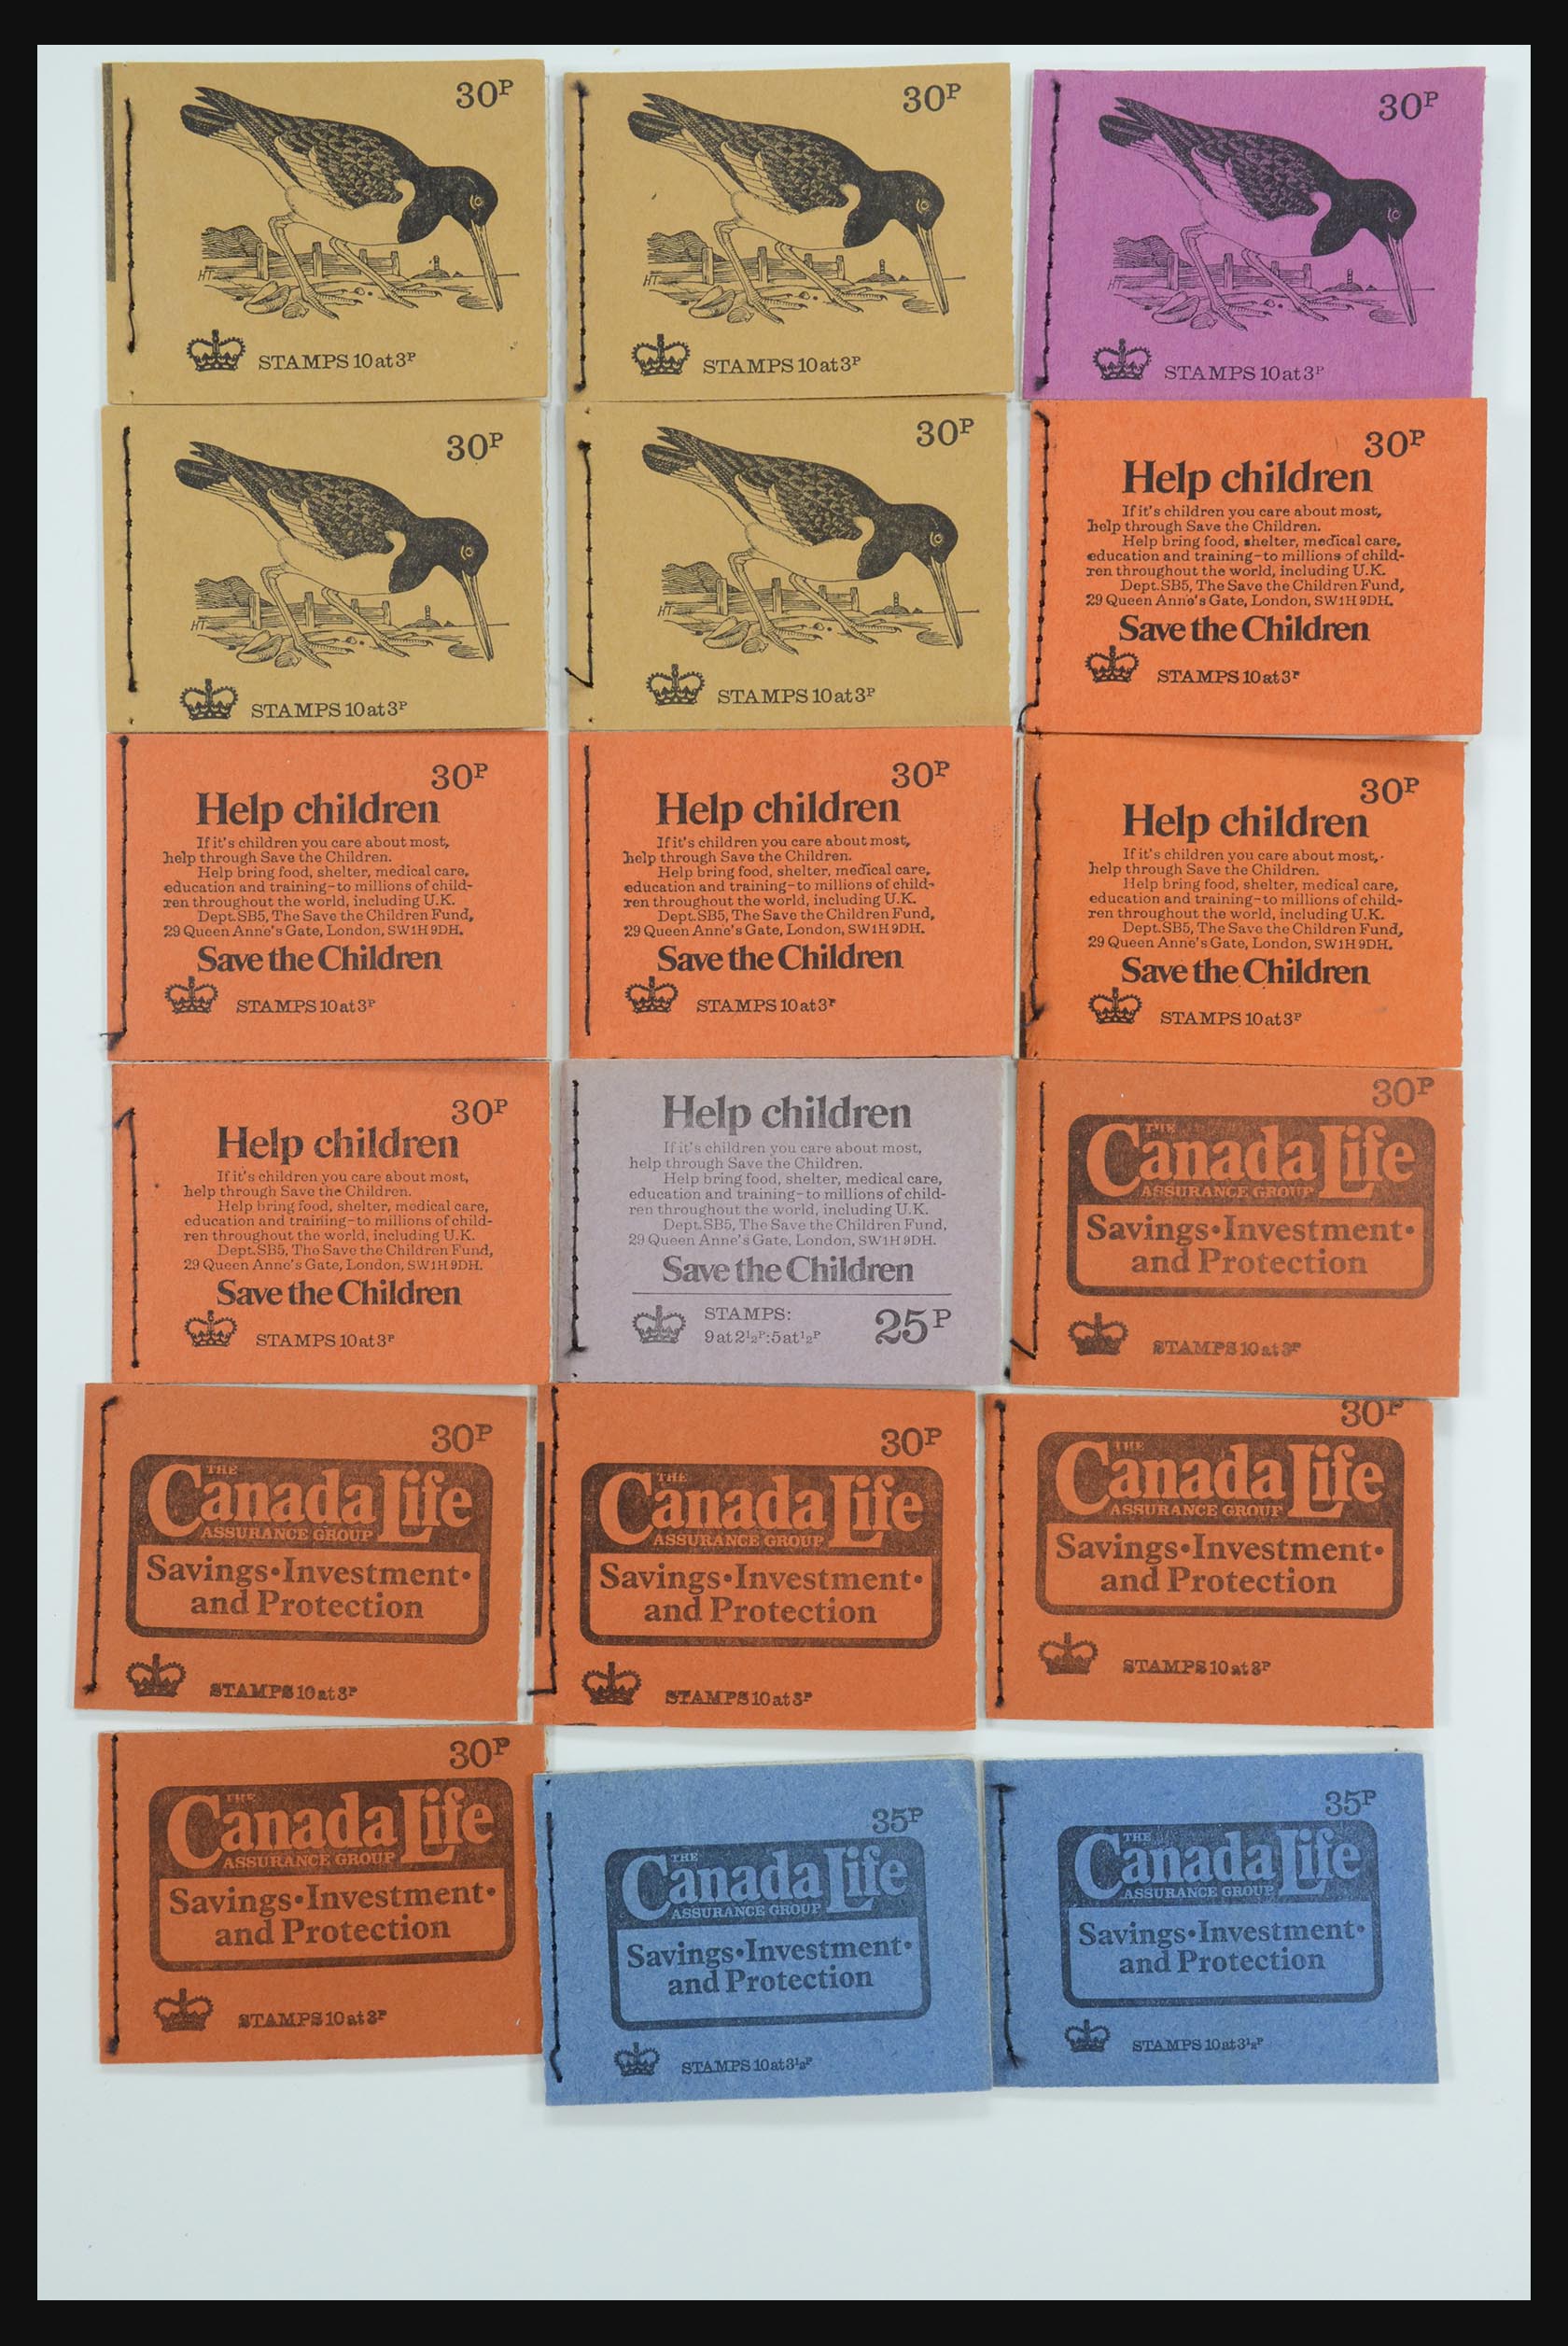 30P
HT
STAMPS 10 at 3P
30P
HT
STAMPS 10 at 3P
30P
HT
STAMPS 10 at 3P
30P
HT
STAMPS 10 at 3P
30P
HT
STAMPS 10 at 3P
30P
Help children
If it's children you care about most,
help through Save the Children.
Help bring food, shelter, medical care,
education and training-to millions of child-
ren throughout the world, including U.K.
Dept.SB5, The Save the Children Fund,
29 Queen Anne's Gate, London, SW1H 9DH.
Save the Children
STAMPS 10 at 3P
30P
Help children
If it's children you care about most,
help through Save the Children.
Help bring food, shelter, medical care,
education and training-to millions of child-
ren throughout the world, including U.K.
Dept.SB5, The Save the Children Fund,
29 Queen Anne's Gate, London, SW1H 9DH.
Save the Children
STAMPS 10 at 3P
30P
Help children
If it's children you care about most,
help through Save the Children.
Help bring food, shelter, medical care,
education and training-to millions of child-
ren throughout the world, including U.K.
Dept.SB5, The Save the Children Fund,
29 Queen Anne's Gate, London, SW1H 9DH.
Save the Children
STAMPS 10 at 3P
30P
Help children
If it's children you care about most,
help through Save the Children.
Help bring food, shelter, medical care,
education and training-to millions of child-
ren throughout the world, including U.K.
Dept.SB5, The Save the Children Fund,
29 Queen Anne's Gate, London, SW1H 9DH.
Save the Children
STAMPS 10 at 3P
30P
Help children
If it's children you care about most,
help through Save the Children.
Help bring food, shelter, medical care,
education and training-to millions of child-
ren throughout the world, including U.K.
Dept.SB5, The Save the Children Fund,
29 Queen Anne's Gate, London, SW1H 9DH.
Save the Children
STAMPS 10 at 3P
Help children
If it's children you care about most,
help through Save the Children.
Help bring food, shelter, medical care,
education and training-to millions of child-
ren throughout the world, including U.K.
Dept.SB5, The Save the Children Fund,
29 Queen Anne's Gate, London, SW1H 9DH.
Save the Children
STAMPS:
9 at 2½P:5 at ½P
25P
30P
THE
Canada Life
ASSURANCE GROUP
Savings•Investment•
and Protection
STAMPS 10 at 3P
30P
THE
Canada Life
ASSURANCE GROUP
Savings•Investment•
and Protection
STAMPS 10 at 3P
30P
THE
Canada Life
ASSURANCE GROUP
Savings•Investment•
and Protection
STAMPS 10 at 3P
30P
THE
Canada Life
ASSURANCE GROUP
Savings•Investment•
and Protection
STAMPS 10 at 3P
30P
THE
Canada Life
ASSURANCE GROUP
Savings•Investment•
and Protection
STAMPS 10 at 3P
35P
THE
Canada Life
ASSURANCE GROUP
Savings•Investment•
and Protection
STAMPS 10 at 3½P
35P
THE
Canada Life
ASSURANCE GROUP
Savings•Investment•
and Protection
STAMPS 10 at 3½P